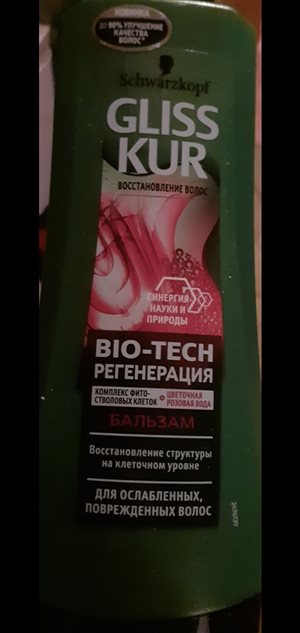 НОВИНКА
ДО 90% УЛУЧШЕНИЕ
КАЧЕСТВА
ВОЛОС*
Schwarzkopf
GLISS
KUR
ВОССТАНОВЛЕНИЕ ВОЛОС
СИНЕРГИЯ
НАУКИ И
ПРИРОДЫ
BIO-TECH
РЕГЕНЕРАЦИЯ
КОМПЛЕКС ФИТО-
СТВОЛОВЫХ КЛЕТОК + ЦВЕТОЧНАЯ
РОЗОВАЯ ВОДА
БАЛЬЗАМ
Восстановление структуры
на клеточном уровне
ДЛЯ ОСЛАБЛЕННЫХ,
ПОВРЕЖДЕННЫХ ВОЛОС